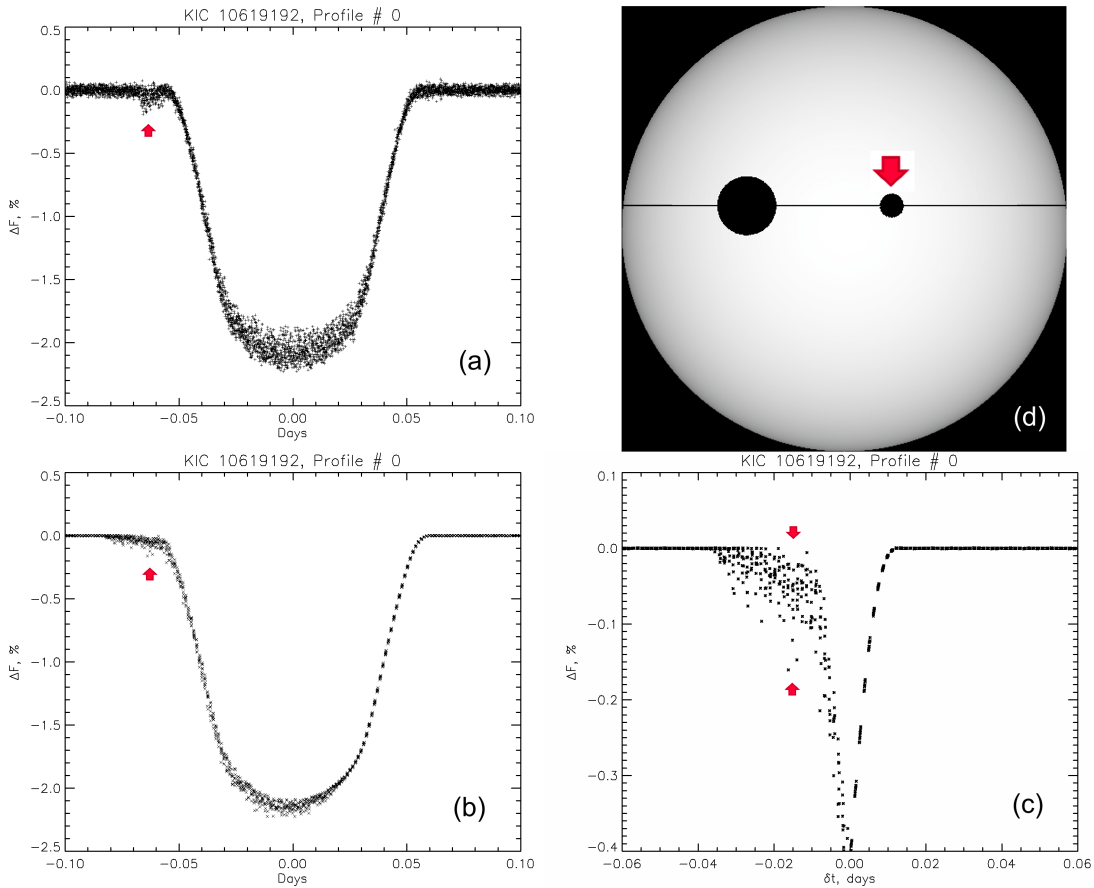 KIC 10619192, Profile # 0
0.5
0.0
−0.5
−1.0
−1.5
−2.0
−2.5
ΔF, %
−0.10 −0.05 0.00 0.05 0.10
Days
(a)
(d)
KIC 10619192, Profile # 0
0.5
0.0
−0.5
−1.0
−1.5
−2.0
−2.5
ΔF, %
−0.10 −0.05 0.00 0.05 0.10
Days
(b)
KIC 10619192, Profile # 0
0.1
0.0
−0.1
−0.2
−0.3
−0.4
ΔF, %
−0.06 −0.04 −0.02 0.00 0.02 0.04 0.06
δt, days
(c)